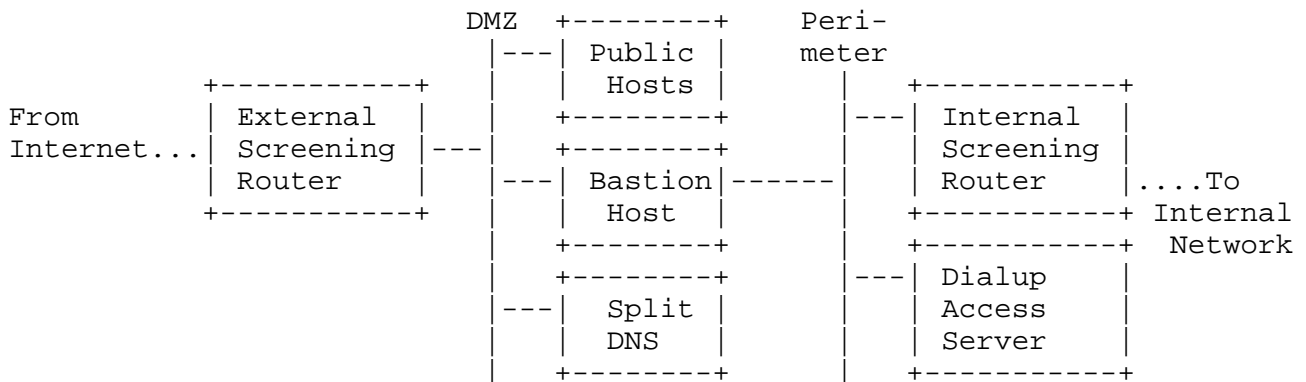 DMZ
Peri-
meter
Public
Hosts
From
Internet...
External
Screening
Router
Internal
Screening
Router
....To
Internal
Network
Bastion
Host
Split
DNS
Dialup
Access
Server